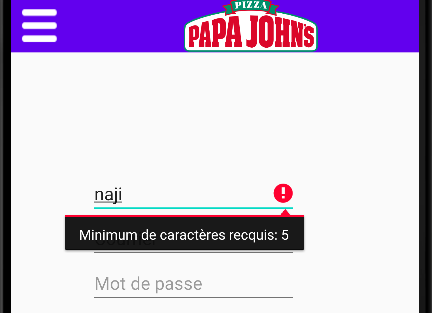 PIZZA
PAPA JOHN'S
naji
Minimum de caractères recquis: 5
Mot de passe